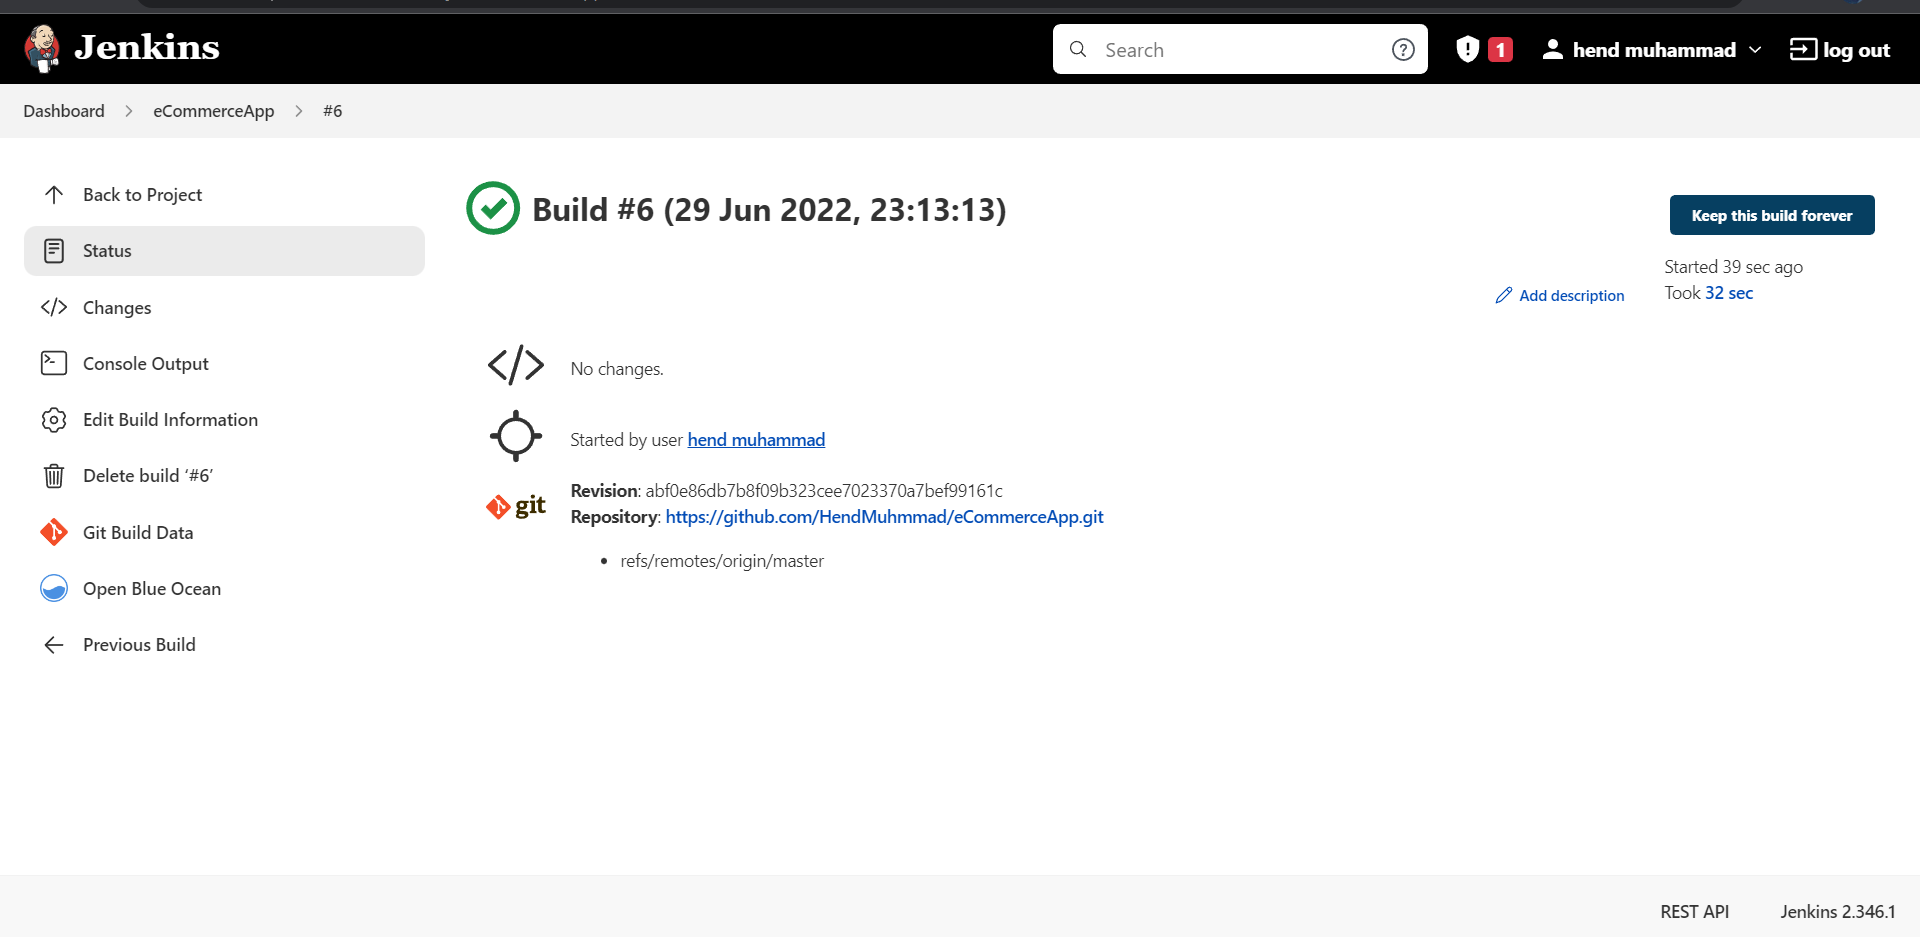 Jenkins
Search
1
hend muhammad
log out
Dashboard
eCommerceApp
#6
Back to Project
Status
Changes
Console Output
Edit Build Information
Delete build ‘#6’
Git Build Data
Open Blue Ocean
Previous Build
Build #6 (29 Jun 2022, 23:13:13)
Keep this build forever
Started 39 sec ago
Took 32 sec
Add description
No changes.
Started by user hend muhammad
git
Revision: abf0e86db7b8f09b323cee7023370a7bef99161c
Repository: https://github.com/HendMuhmmad/eCommerceApp.git
refs/remotes/origin/master
REST API
Jenkins 2.346.1